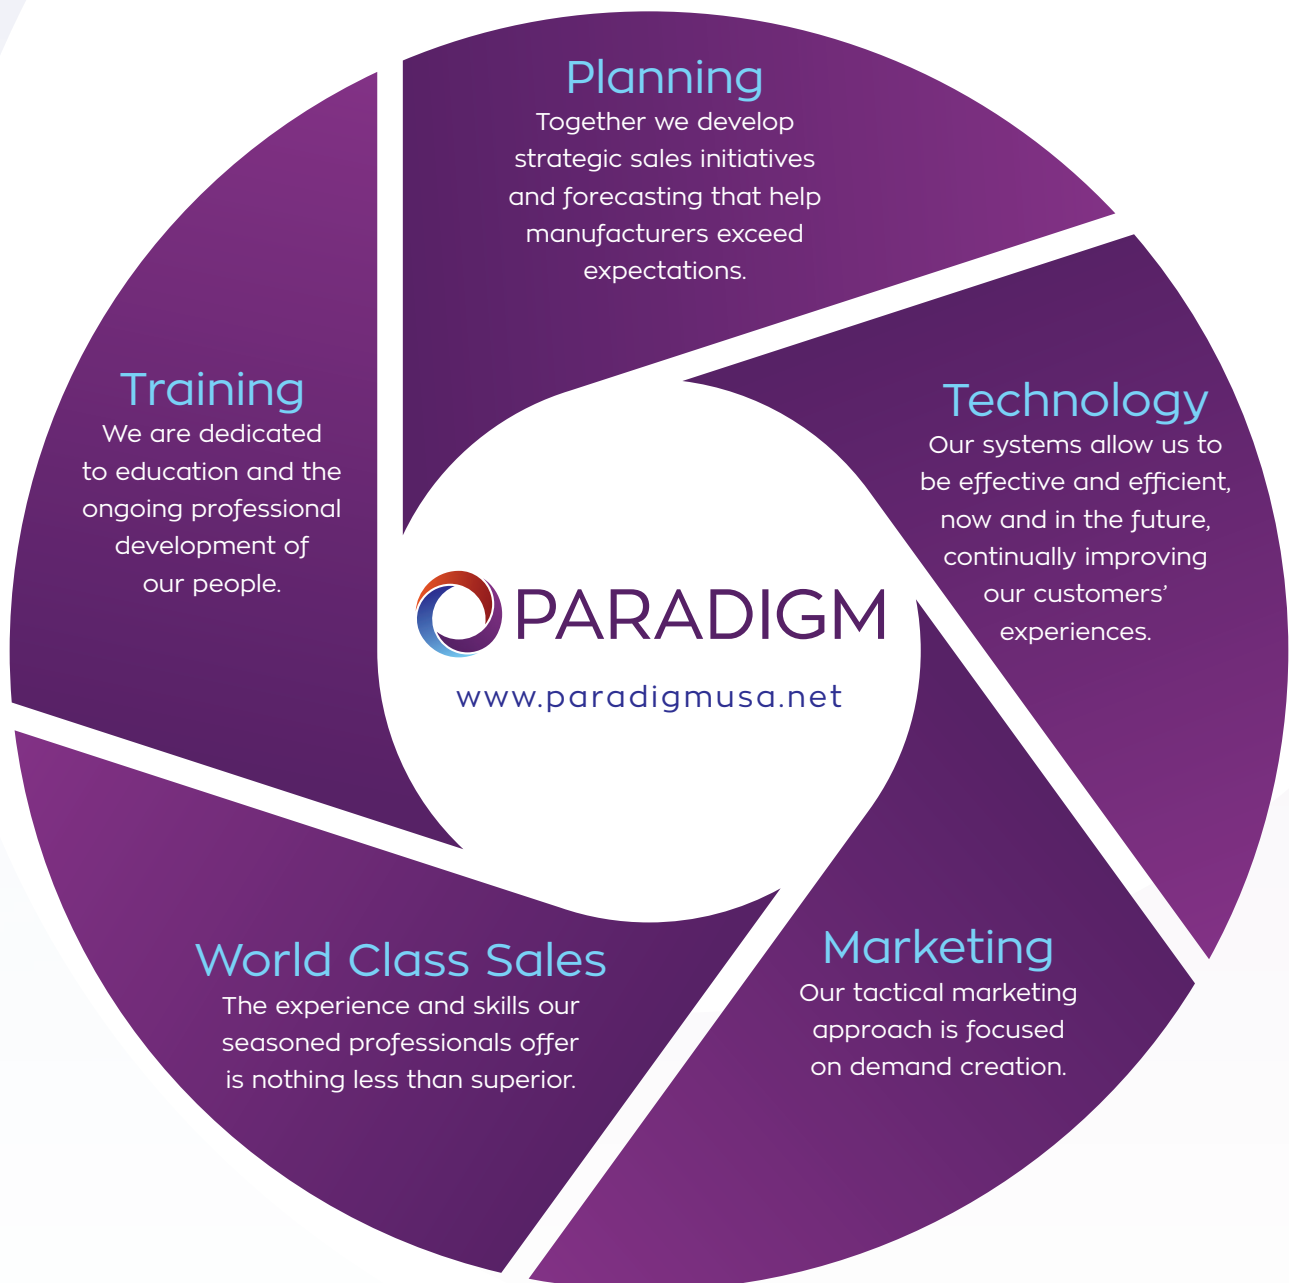 Planning
Together we develop
strategic sales initiatives
and forecasting that help
manufacturers exceed
expectations.
Technology
Our systems allow us to
be effective and efficient,
now and in the future,
continually improving
our customers’
experiences.
Marketing
Our tactical marketing
approach is focused
on demand creation.
World Class Sales
The experience and skills our
seasoned professionals offer
is nothing less than superior.
Training
We are dedicated
to education and the
ongoing professional
development of
our people.
PARADIGM
www.paradigmusa.net